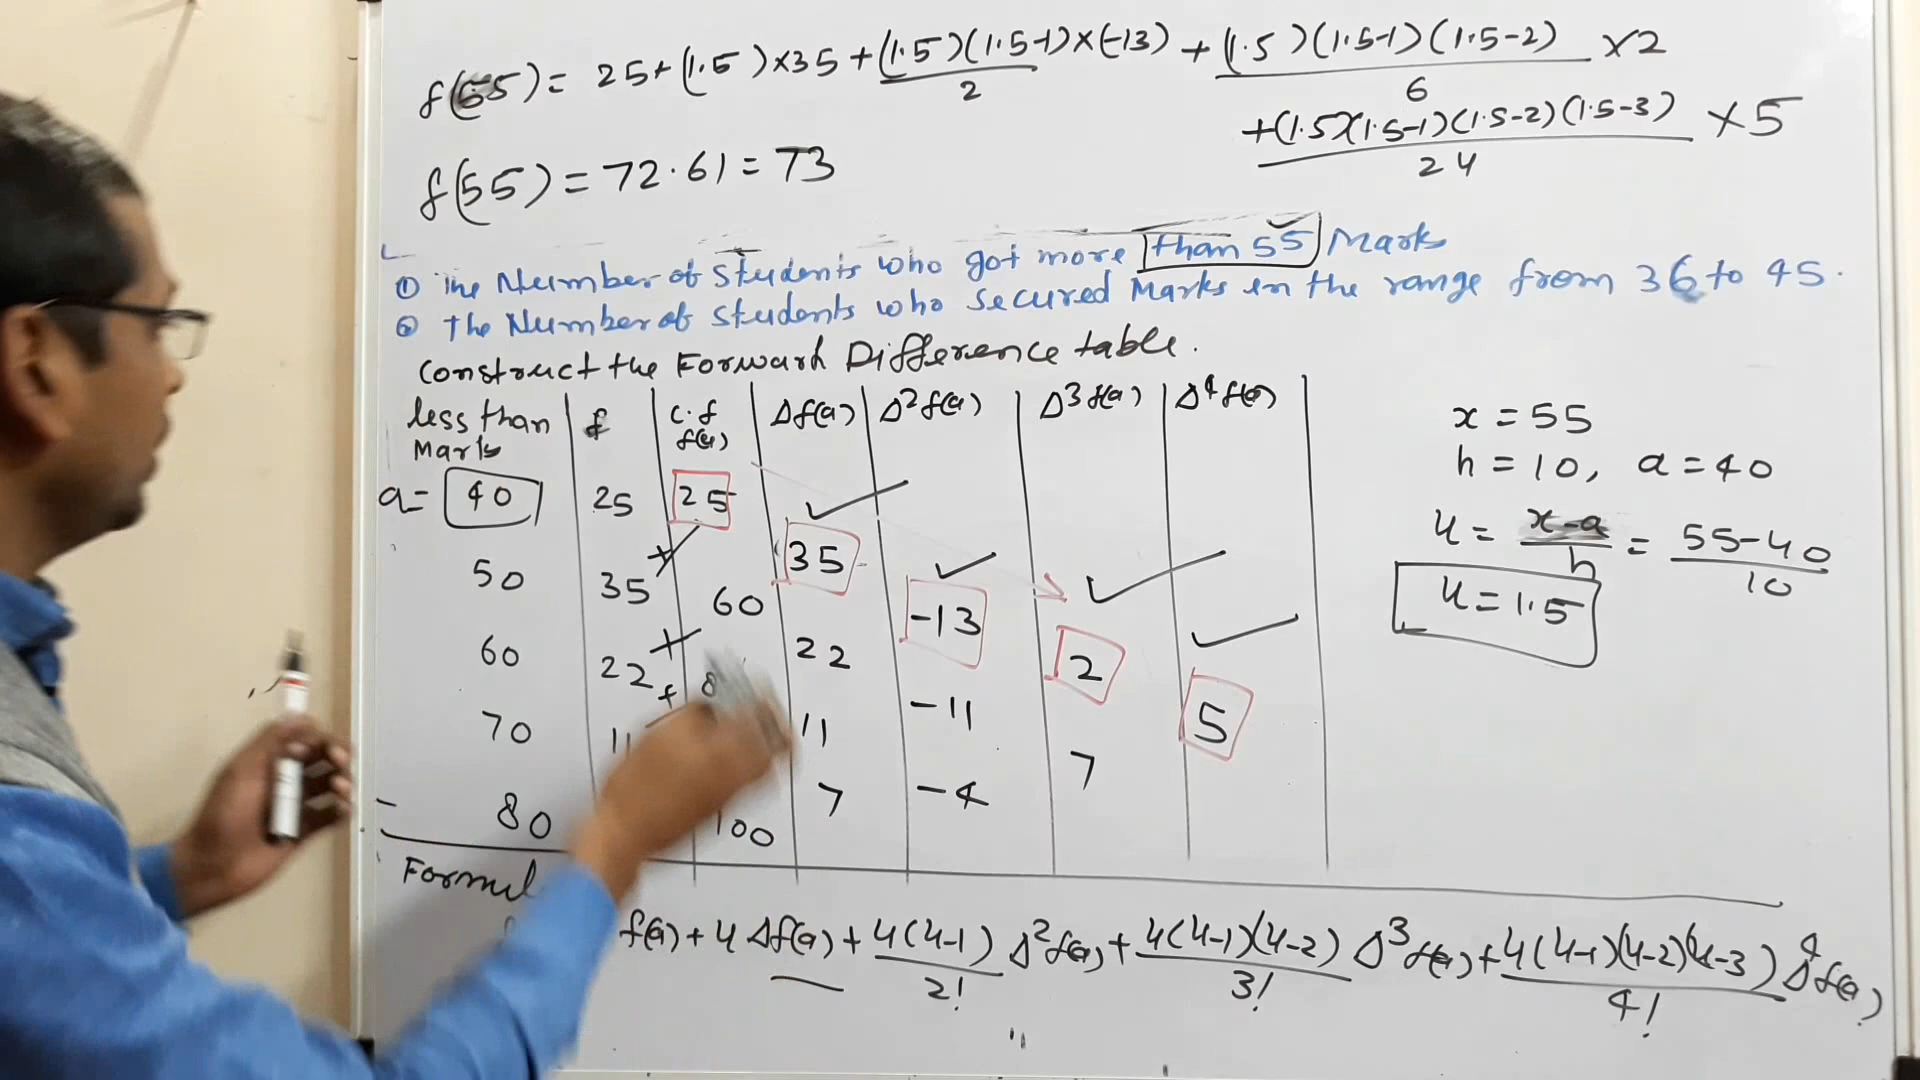 f(55) = 25 + (1.5) × 35 + (1.5)(1.5-1) × (-13) / 2 + (1.5)(1.5-1)(1.5-2) / 6 × 2
+ (1.5)(1.5-1)(1.5-2)(1.5-3) / 24 × 5
f(55) = 72.61 = 73
① The Number of Students who got more than 55 Marks
② The Number of Students who secured Marks in the range from 36 to 45.
Construct the Forward Difference table.
less than Marks f c.f f(a) Δf(a) Δ²f(a) Δ³f(a) Δ⁴f(a)
a = 40 25 25
35
50 35 60 -13
22 2
60 22 8 -11 5
11 7
70 11 -4
7
80 100
x = 55
h = 10, a = 40
u = x-a / h = 55-40 / 10
u = 1.5
Formul
f(a) + u Δf(a) + u(u-1) / 2! Δ²f(a) + u(u-1)(u-2) / 3! Δ³f(a) + u(u-1)(u-2)(u-3) / 4! Δ⁴f(a)